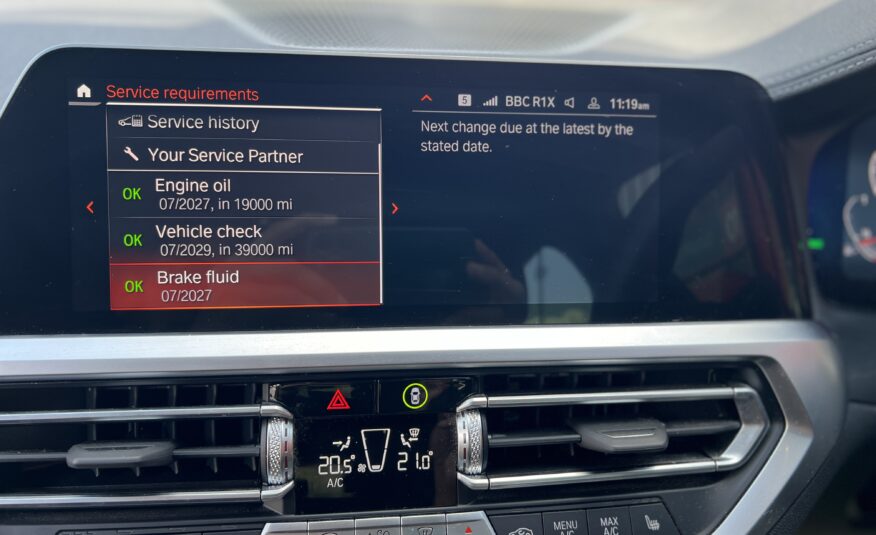 Service requirements
5 BBC R1X 11:19am
Service history
Your Service Partner
OK Engine oil
07/2027, in 19000 mi
OK Vehicle check
07/2029, in 39000 mi
OK Brake fluid
07/2027
Next change due at the latest by the
stated date.
20.5° 21.0°
A/C
MENU
A/C
MAX
A/C